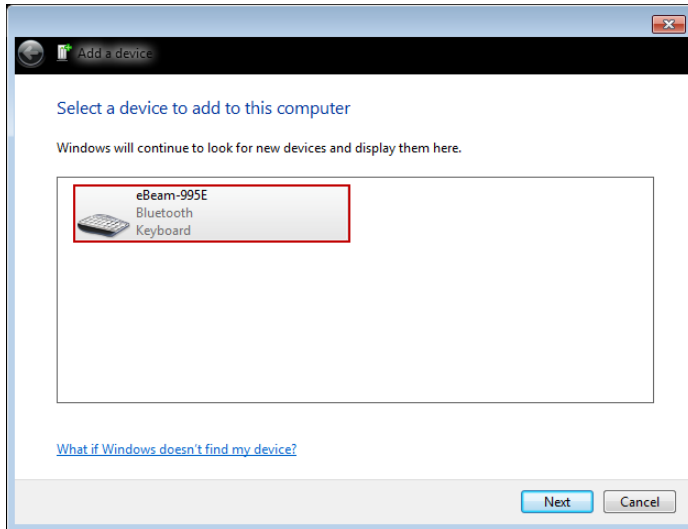 Add a device
Select a device to add to this computer
Windows will continue to look for new devices and display them here.
eBeam-995E
Bluetooth
Keyboard
What if Windows doesn't find my device?
Next Cancel